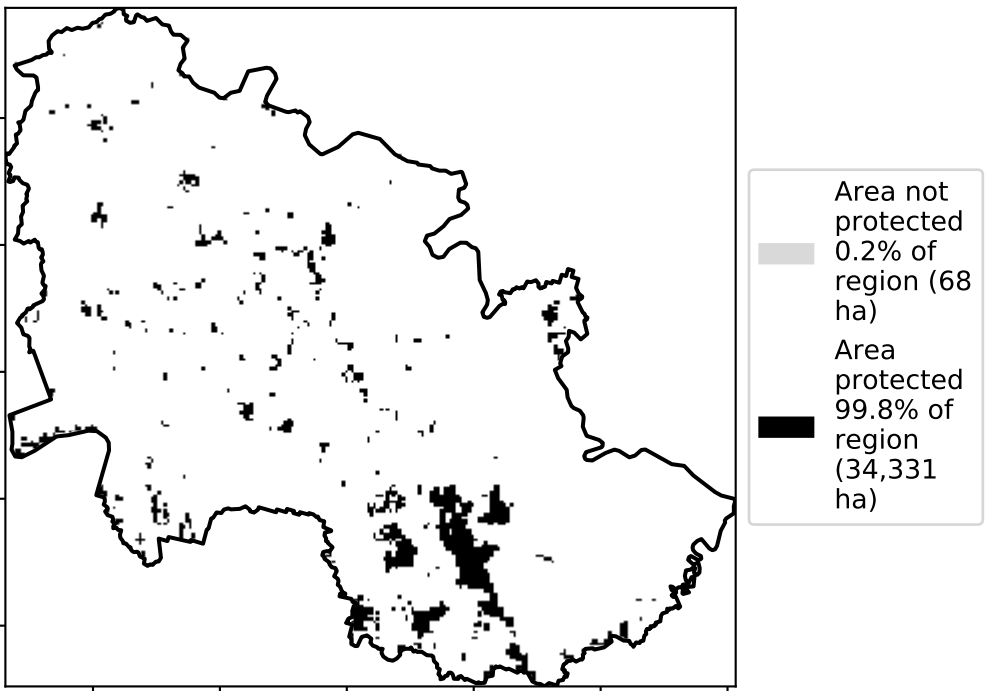 Area not
protected
0.2% of
region (68
ha)
Area
protected
99.8% of
region
(34,331
ha)